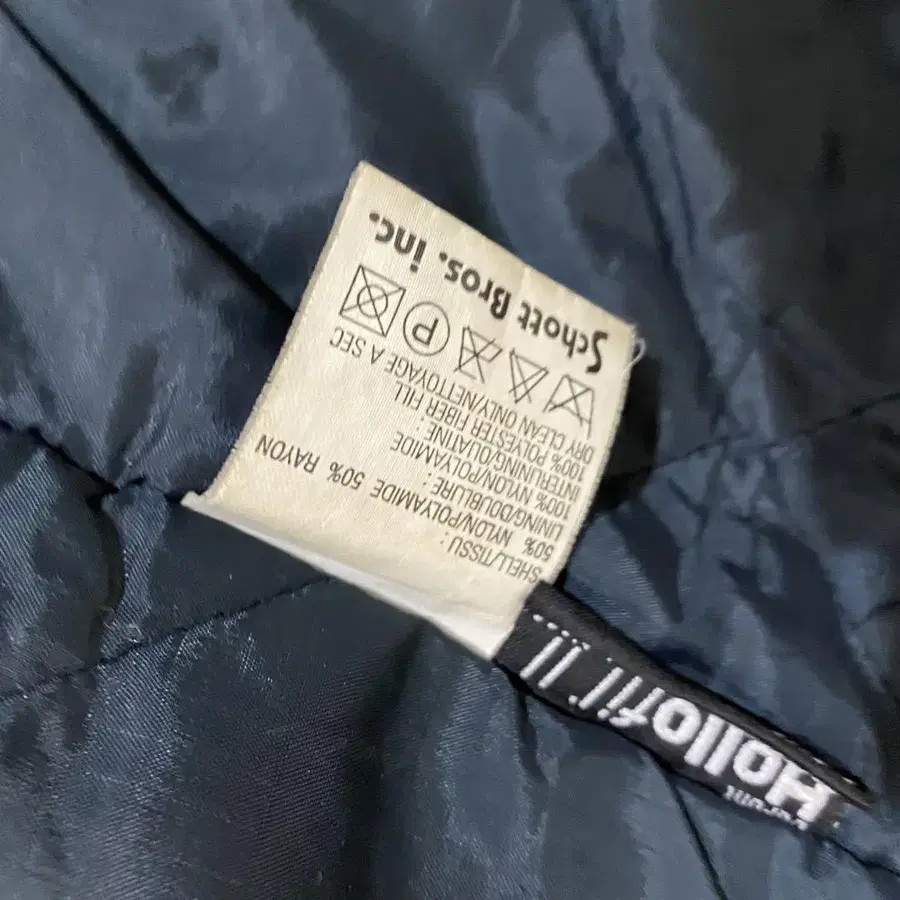 SHELL/TISSU :
50% NYLON/POLYAMIDE 50% RAYON
LINING/DOUBLURE :
100% NYLON/POLYAMIDE
INTERLINING/OUATINE :
100% POLYESTER FIBER FILL
DRY CLEAN ONLY/NETTOYAGE A SEC
P
Schott Bros. inc.
Hollofil II